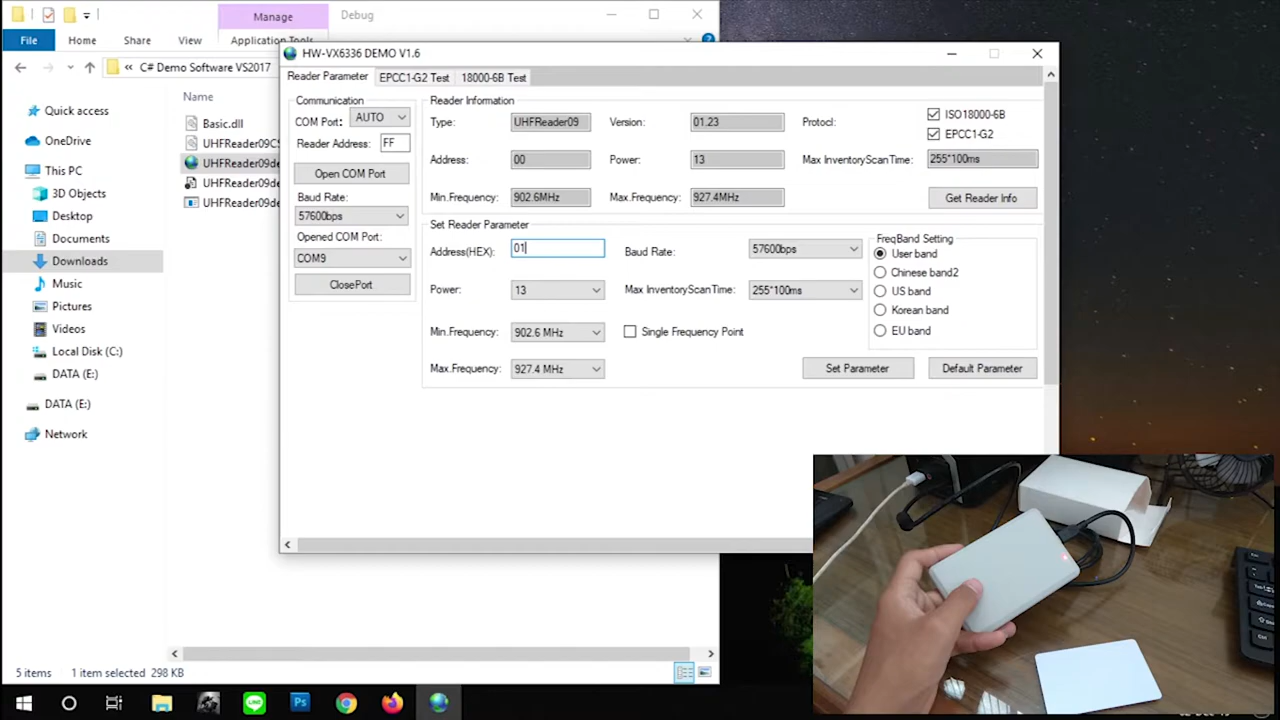 Manage
Debug
File
Home
Share
View
Application Tools
C# Demo Software VS2017
Quick access
OneDrive
This PC
3D Objects
Desktop
Documents
Downloads
Music
Pictures
Videos
Local Disk (C:)
DATA (E:)
DATA (E:)
Network
Name
Basic.dll
UHFReader09CS
UHFReader09de
UHFReader09de
UHFReader09de
5 items
1 item selected 298 KB
HW-VX6336 DEMO V1.6
Reader Parameter
EPCC1-G2 Test
18000-6B Test
Communication
COM Port:
AUTO
Reader Address:
FF
Open COM Port
Baud Rate:
57600bps
Opened COM Port:
COM9
ClosePort
Reader Information
Type:
UHFReader09
Version:
01.23
Protocl:
ISO18000-6B
EPCC1-G2
Address:
00
Power:
13
Max InventoryScanTime:
255*100ms
Min.Frequency:
902.6MHz
Max.Frequency:
927.4MHz
Get Reader Info
Set Reader Parameter
Address(HEX):
01
Baud Rate:
57600bps
Power:
13
Max InventoryScanTime:
255*100ms
Min.Frequency:
902.6 MHz
Single Frequency Point
Max.Frequency:
927.4 MHz
FreqBand Setting
User band
Chinese band2
US band
Korean band
EU band
Set Parameter
Default Parameter
Ps
LINE